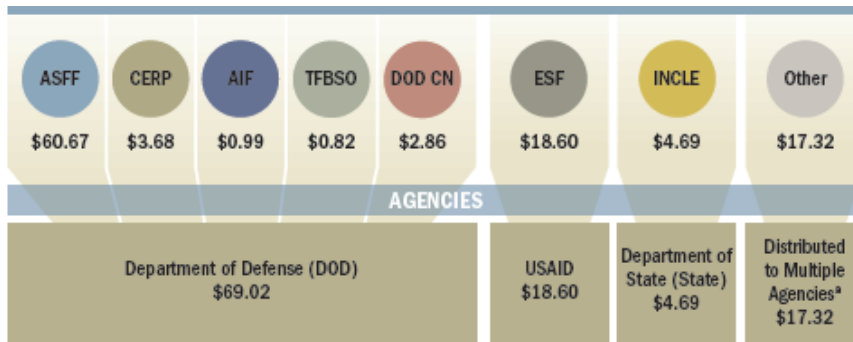 ASFF CERP AIF TFBSO DOD CN ESF INCLE Other
$60.67 $3.68 $0.99 $0.82 $2.86 $18.60 $4.69 $17.32
AGENCIES
Department of Defense (DOD)
$69.02
USAID
$18.60
Department of
State (State)
$4.69
Distributed
to Multiple
Agenciesª
$17.32